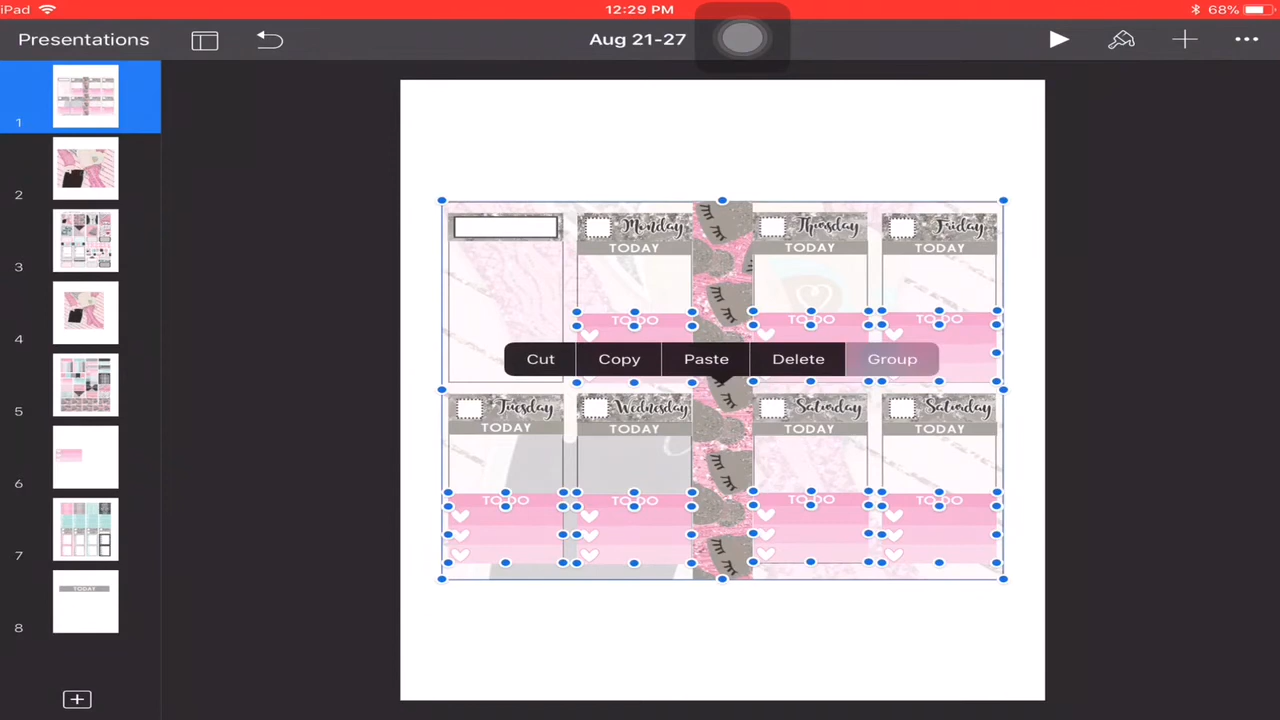 iPad 12:29 PM 68%
Presentations Aug 21-27
1
2
3
4
5
6
7
8
TODAY
Monday Thursday Friday
TODAY TODAY TODAY
TO DO TO DO TO DO
Cut Copy Paste Delete Group
Tuesday Wednesday Saturday Saturday
TODAY TODAY TODAY TODAY
TO DO TO DO TO DO TO DO